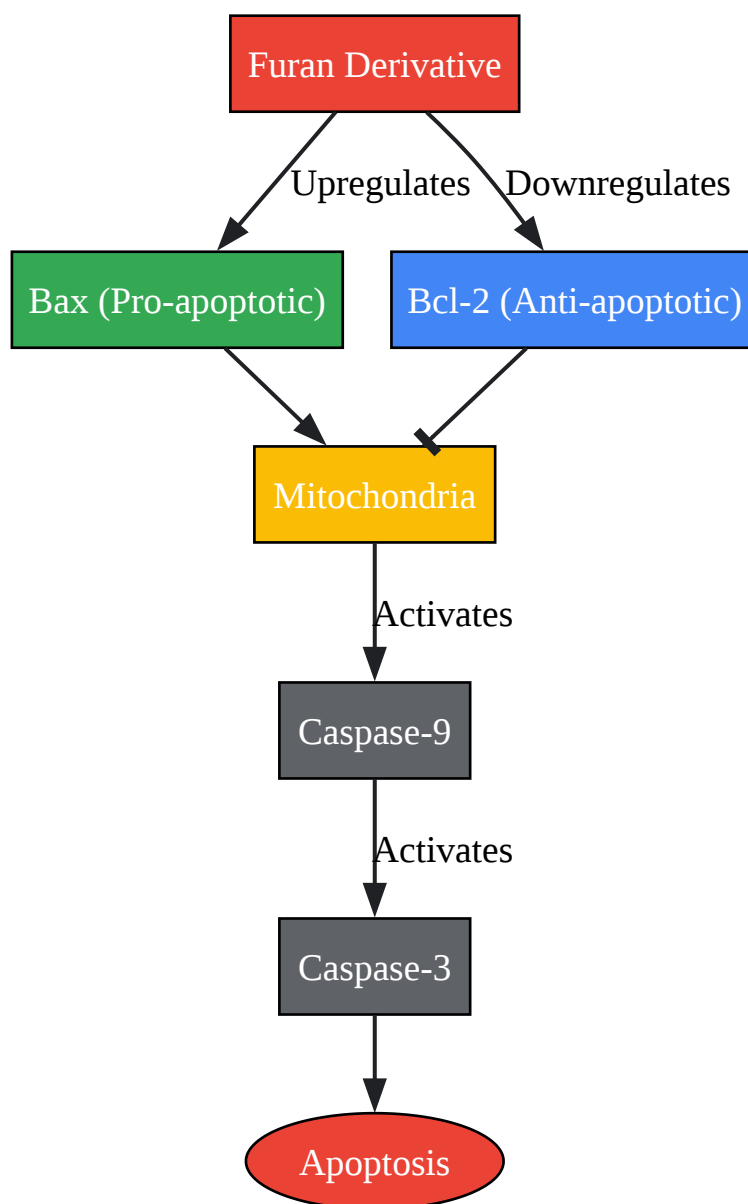 Furan Derivative
Upregulates
Downregulates
Bax (Pro-apoptotic)
Bcl-2 (Anti-apoptotic)
Mitochondria
Activates
Caspase-9
Activates
Caspase-3
Apoptosis